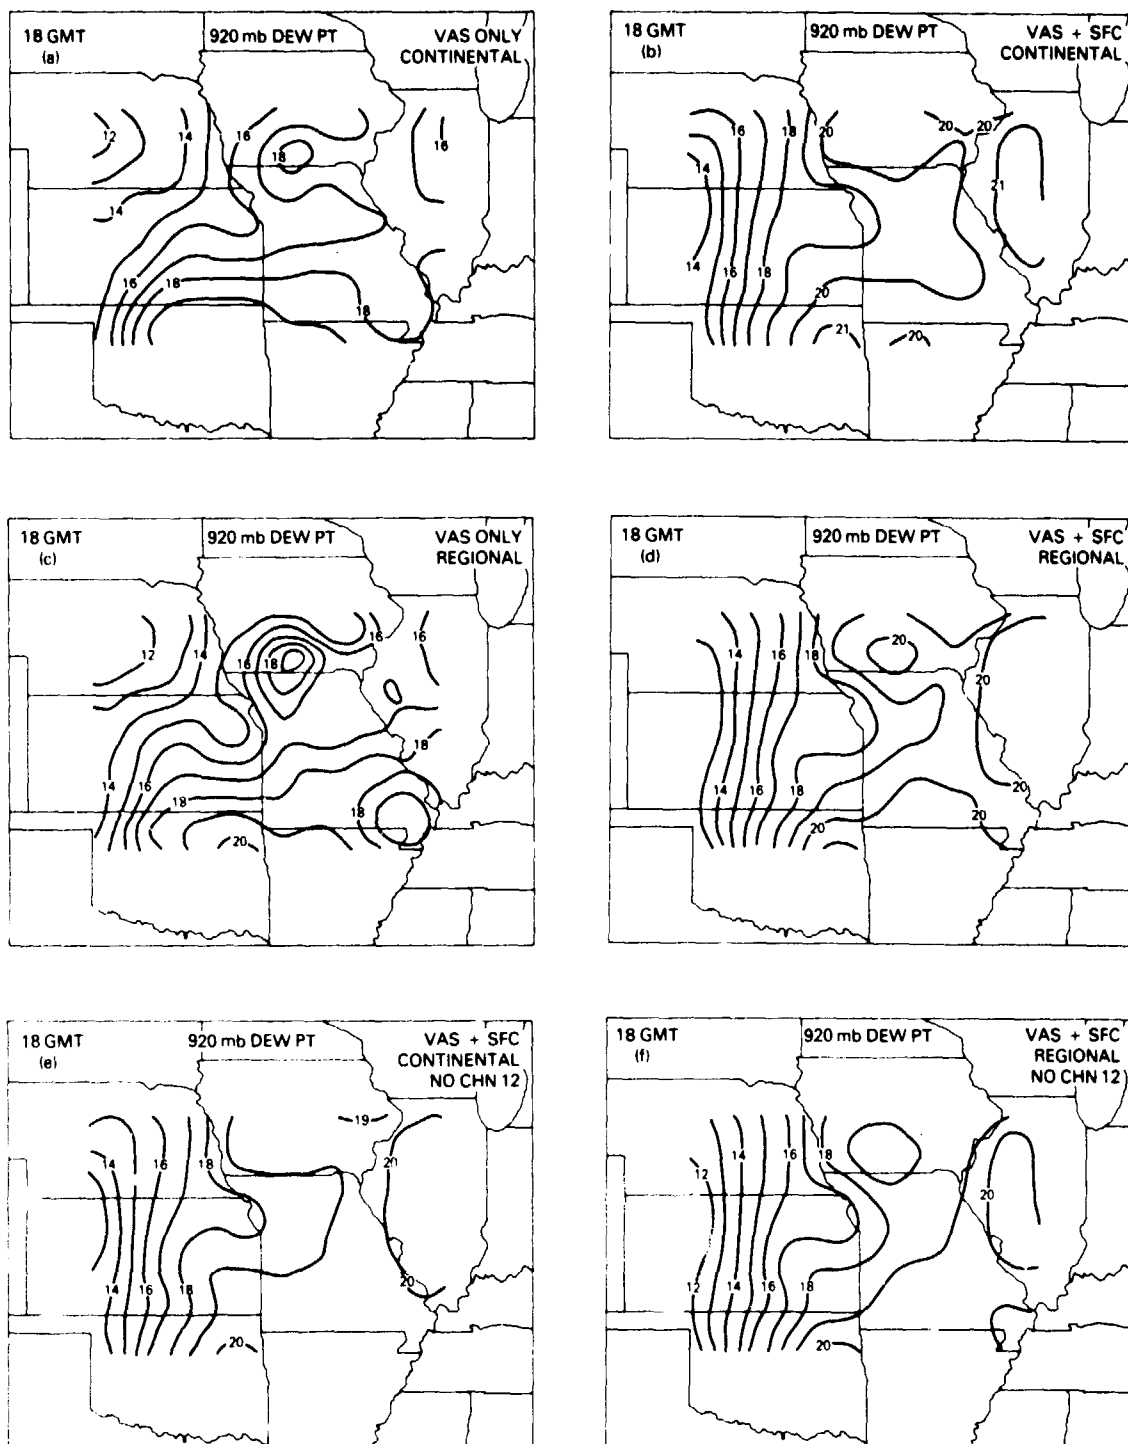 18 GMT
(a)
920 mb DEW PT
VAS ONLY
CONTINENTAL
12
14
16
18
16
14
16
18
18
18 GMT
(b)
920 mb DEW PT
VAS + SFC
CONTINENTAL
16
18
20
20
20
14
21
14
16
18
20
21
20
18 GMT
(c)
920 mb DEW PT
VAS ONLY
REGIONAL
12
14
16
18
16
16
18
14
16
18
18
20
18 GMT
(d)
920 mb DEW PT
VAS + SFC
REGIONAL
14
16
18
20
20
14
16
18
20
20
20
18 GMT
(e)
920 mb DEW PT
VAS + SFC
CONTINENTAL
NO CHN 12
19
14
16
18
20
20
14
16
18
20
18 GMT
(f)
920 mb DEW PT
VAS + SFC
REGIONAL
NO CHN 12
12
14
16
18
20
12
14
16
18
20